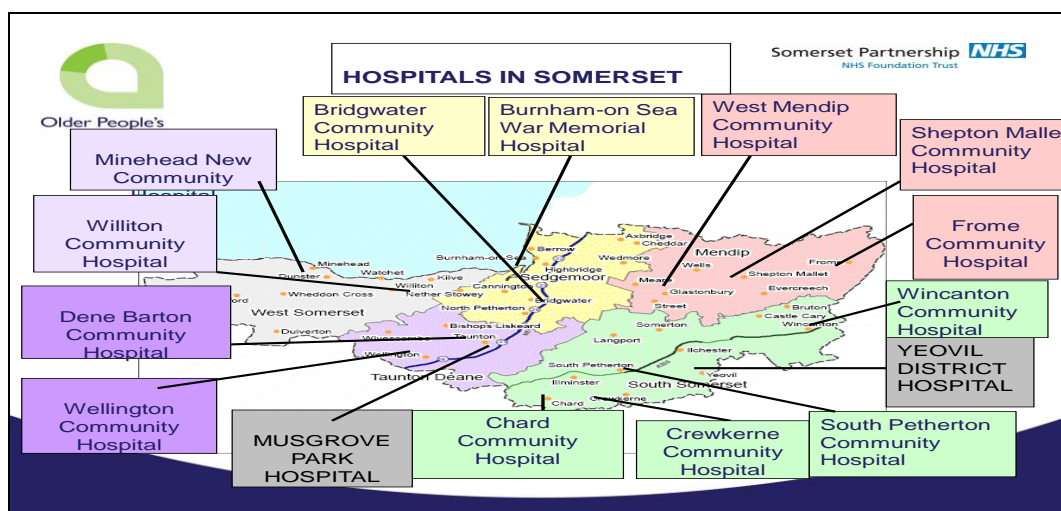 Somerset Partnership NHS
NHS Foundation Trust
HOSPITALS IN SOMERSET
Older People's
Bridgwater
Community
Hospital
Burnham-on Sea
War Memorial
Hospital
West Mendip
Community
Hospital
Shepton Malle
Community
Hospital
Minehead New
Community
Hospital
Williton
Community
Hospital
Frome
Community
Hospital
Dene Barton
Community
Hospital
Wincanton
Community
Hospital
YEOVIL
DISTRICT
HOSPITAL
Wellington
Community
Hospital
MUSGROVE
PARK
HOSPITAL
Chard
Community
Hospital
Crewkerne
Community
Hospital
South Petherton
Community
Hospital
Axbridge
Cheddar
Berrow
Mendip
Burnham-on-Sea
Wedmore
Wells
Frome
Highbridge
Sedgemoor
Minehead
Dunster
Watchet
Kilve
Shepton Mallet
Williton
Meare
Nether Stowey
Cannington
Glastonbury
Evercreech
Wheddon Cross
Bridgwater
Street
Bruton
West Somerset
North Petherton
Castle Cary
Dulverton
Bishops Liskeard
Somerton
Wincanton
Taunton
Langport
Wellington
Ilchester
Taunton Deane
South Petherton
Yeovil
Ilminster
South Somerset
Chard
Crewkerne